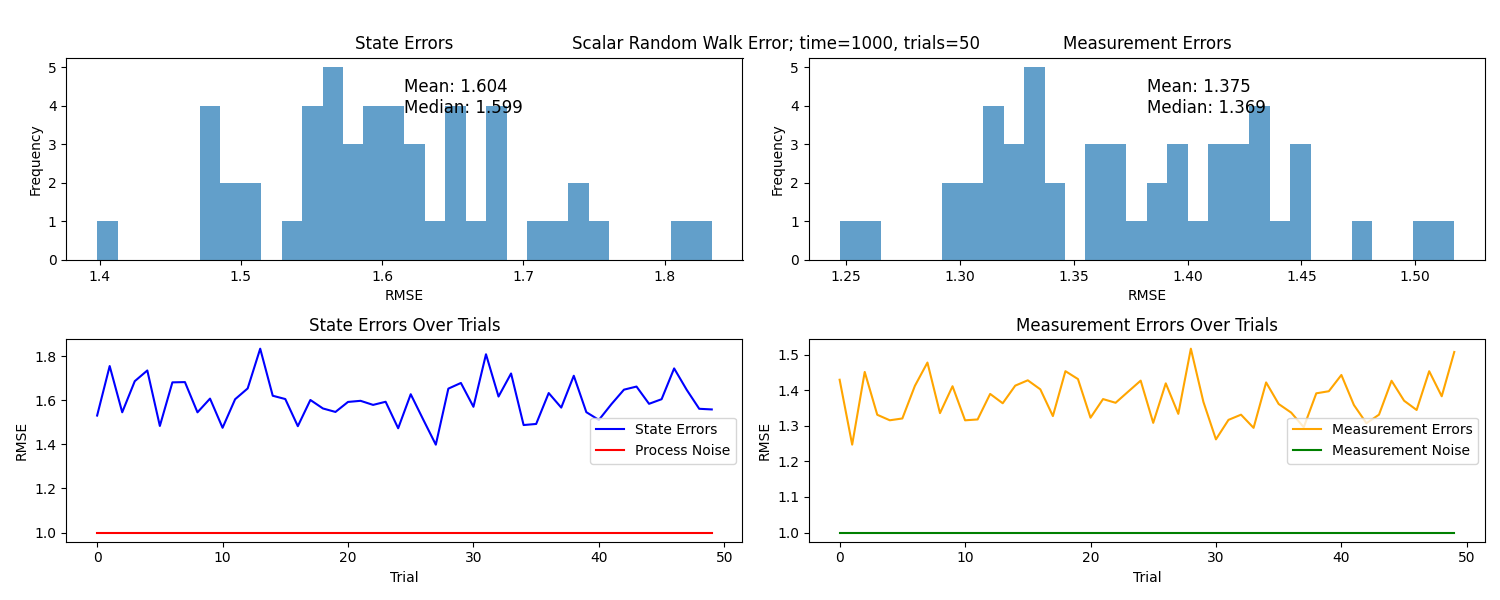 Scalar Random Walk Error; time=1000, trials=50
State Errors
Mean: 1.604
Median: 1.599
Frequency
5
4
3
2
1
0
1.4 1.5 1.6 1.7 1.8
RMSE
Measurement Errors
Mean: 1.375
Median: 1.369
Frequency
5
4
3
2
1
0
1.25 1.30 1.35 1.40 1.45 1.50
RMSE
State Errors Over Trials
RMSE
1.8
1.6
1.4
1.2
1.0
State Errors
Process Noise
0 10 20 30 40 50
Trial
Measurement Errors Over Trials
RMSE
1.5
1.4
1.3
1.2
1.1
1.0
Measurement Errors
Measurement Noise
0 10 20 30 40 50
Trial